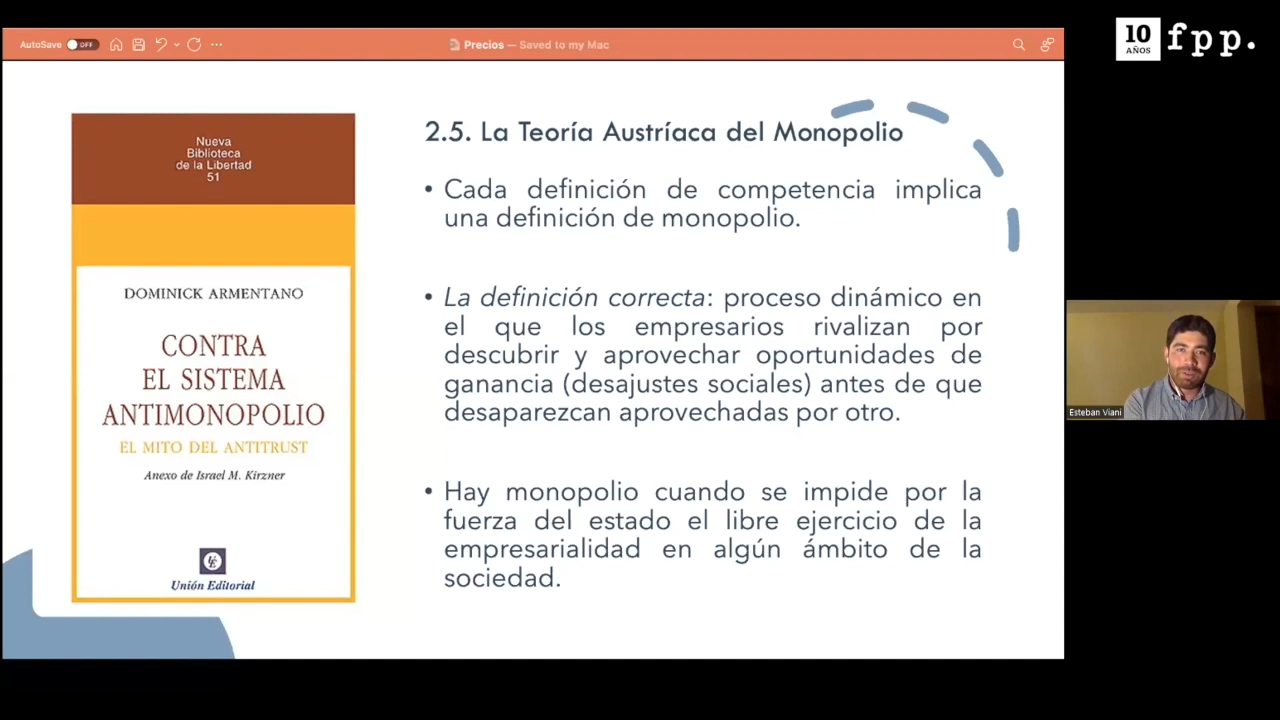 AutoSave OFF
Precios — Saved to my Mac
10
AÑOS
fpp.
Nueva
Biblioteca
de la Libertad
51
DOMINICK ARMENTANO
CONTRA
EL SISTEMA
ANTIMONOPOLIO
EL MITO DEL ANTITRUST
Anexo de Israel M. Kirzner
Unión Editorial
2.5. La Teoría Austríaca del Monopolio
• Cada definición de competencia implica
una definición de monopolio.
• La definición correcta: proceso dinámico en
el que los empresarios rivalizan por
descubrir y aprovechar oportunidades de
ganancia (desajustes sociales) antes de que
desaparezcan aprovechadas por otro.
• Hay monopolio cuando se impide por la
fuerza del estado el libre ejercicio de la
empresarialidad en algún ámbito de la
sociedad.
Esteban Viani